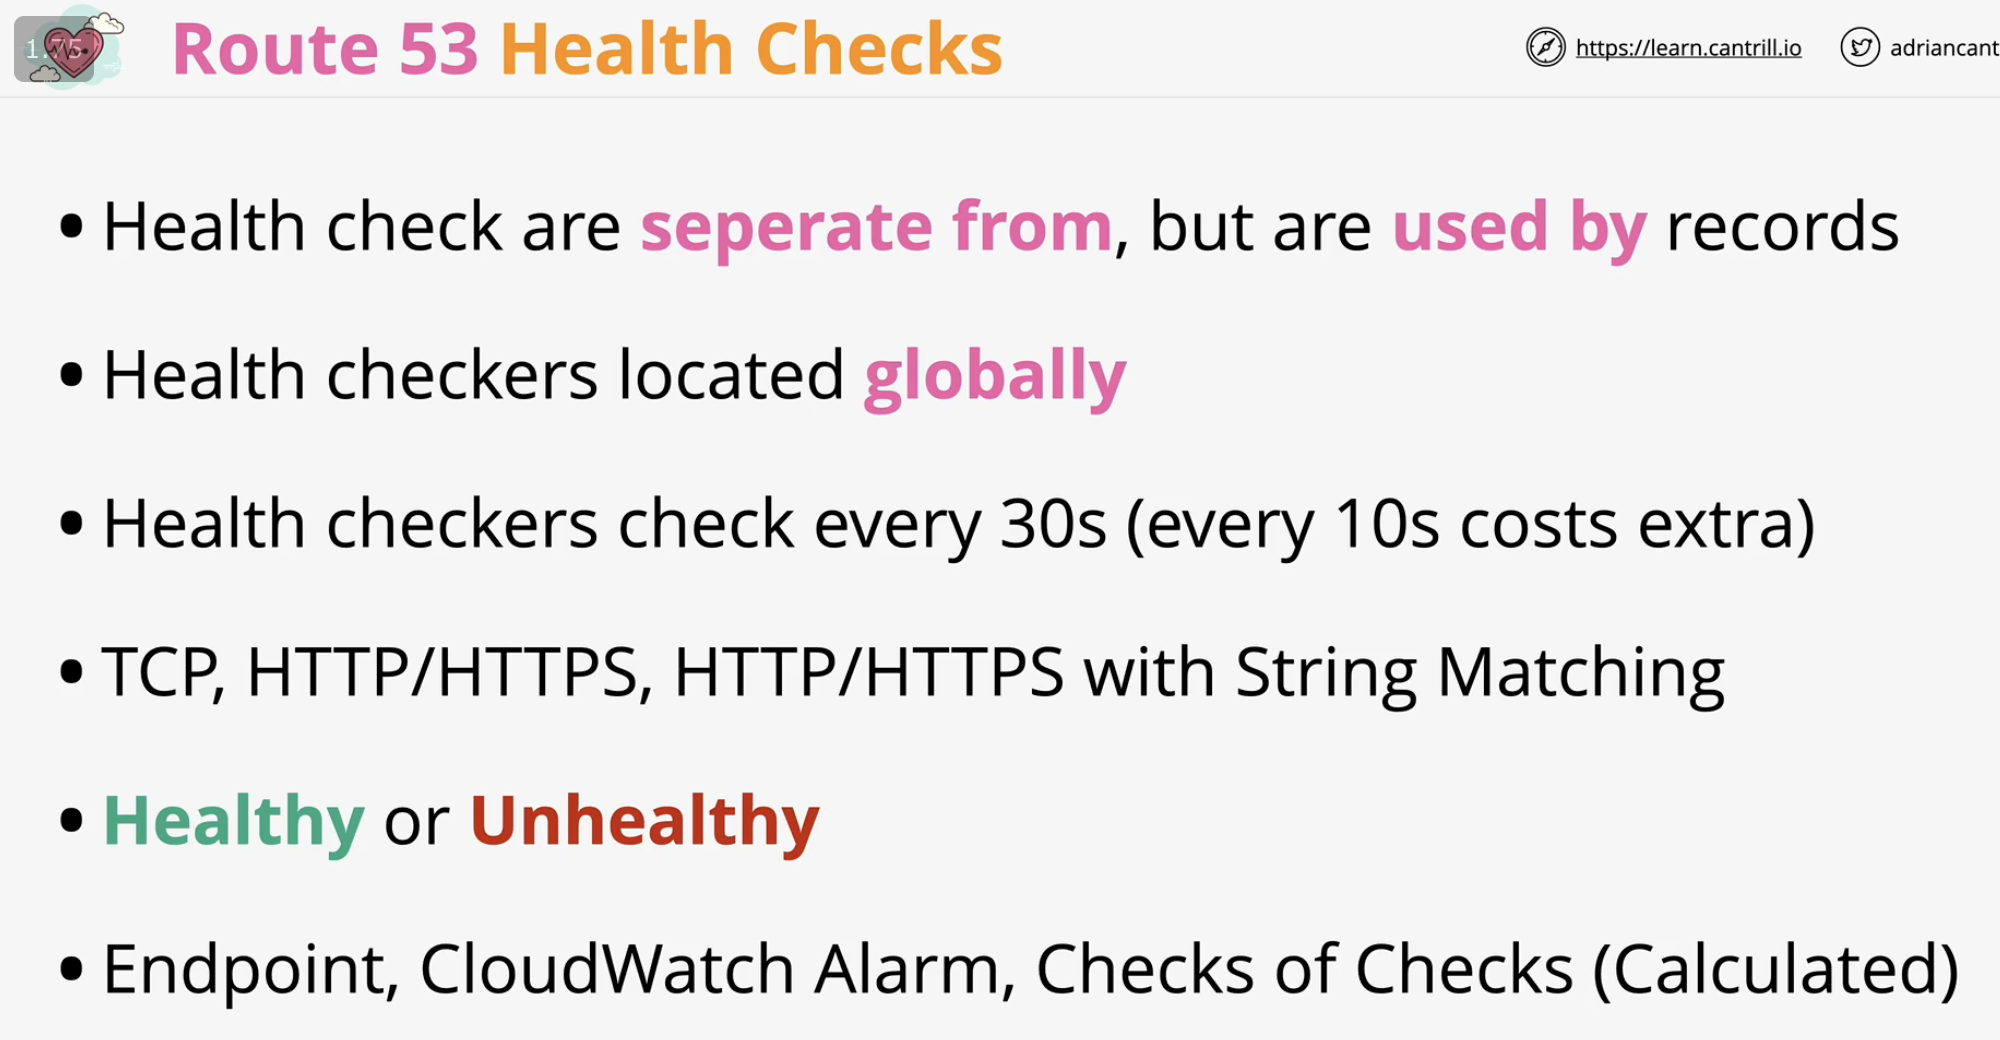 1.75
Route 53 Health Checks
https://learn.cantrill.io
adriancant
• Health check are seperate from, but are used by records
• Health checkers located globally
• Health checkers check every 30s (every 10s costs extra)
• TCP, HTTP/HTTPS, HTTP/HTTPS with String Matching
• Healthy or Unhealthy
• Endpoint, CloudWatch Alarm, Checks of Checks (Calculated)